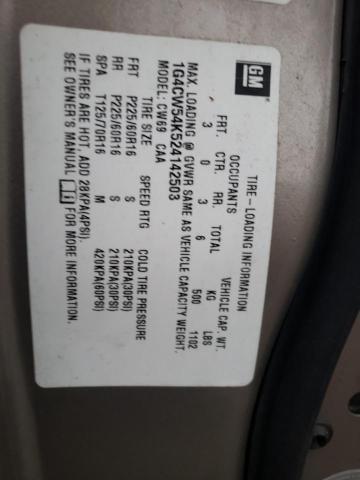 GM
TIRE-LOADING INFORMATION
OCCUPANTS VEHICLE CAP. WT.
FRT. CTR. RR. TOTAL KG LBS
3 0 3 6 500 1102
MAX. LOADING @ GVWR SAME AS VEHICLE CAPACITY WEIGHT.
1G4CW54K524142503
MODEL: CW69 CAA
TIRE SIZE SPEED RTG COLD TIRE PRESSURE
FRT P225/60R16 S 210KPA(30PSI)
RR P225/60R16 S 210KPA(30PSI)
SPA T125/70R16 M 420KPA(60PSI)
IF TIRES ARE HOT, ADD 28KPA(4PSI).
SEE OWNER'S MANUAL FOR MORE INFORMATION.